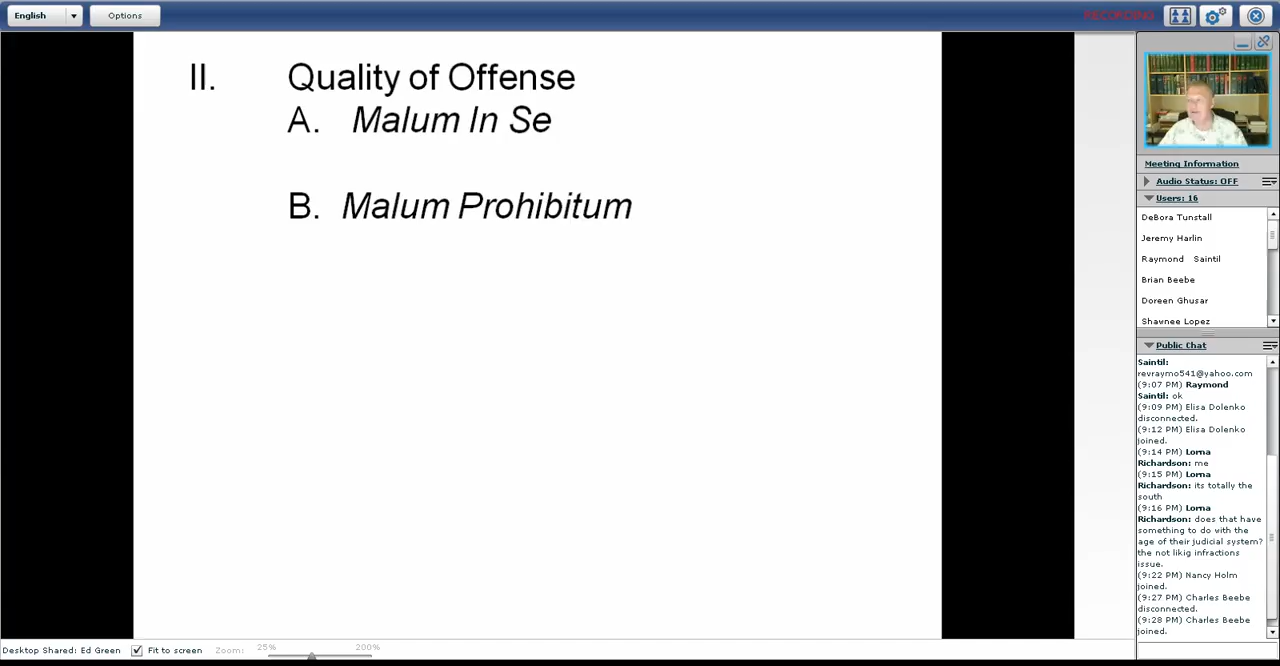 English
Options
RECORDING
II. Quality of Offense
A. Malum In Se
B. Malum Prohibitum
Meeting Information
Audio Status: OFF
Users: 16
DeBora Tunstall
Jeremy Harlin
Raymond Saintil
Brian Beebe
Doreen Ghusar
Shawnee Lopez
Public Chat
Saintil:
revraymo541@yahoo.com
(9:07 PM) Raymond
Saintil: ok
(9:09 PM) Elisa Dolenko
disconnected.
(9:12 PM) Elisa Dolenko
joined.
(9:14 PM) Lorna
Richardson: me
(9:15 PM) Lorna
Richardson: its totally the
south
(9:16 PM) Lorna
Richardson: does that have
something to do with the
age of their judicial system?
the not likig infractions
issue.
(9:22 PM) Nancy Holm
joined.
(9:27 PM) Charles Beebe
disconnected.
(9:28 PM) Charles Beebe
joined.
Desktop Shared: Ed Green
Fit to screen
Zoom:
25%
200%